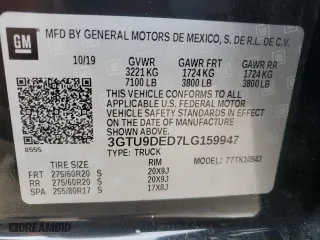 GM
MFD BY GENERAL MOTORS DE MEXICO, S. DE R.L. DE C.V.
10/19 GVWR GAWR FRT GAWR RR
3221 KG 1724 KG 1724 KG
7100 LB 3800 LB 3800 LB
THIS VEHICLE CONFORMS TO ALL APPLICABLE
U.S. FEDERAL MOTOR VEHICLE SAFETY
STANDARDS IN EFFECT ON THE DATE OF
MANUFACTURE SHOWN ABOVE.
8555
3GTU9DED7LG159947
TYPE: TRUCK
77TK10542
TIRE SIZE RIM
FRT 275/60R20 S 20X9J
RR 275/60R20 S 20X9J
SPA 255/80R17 S 17X8J